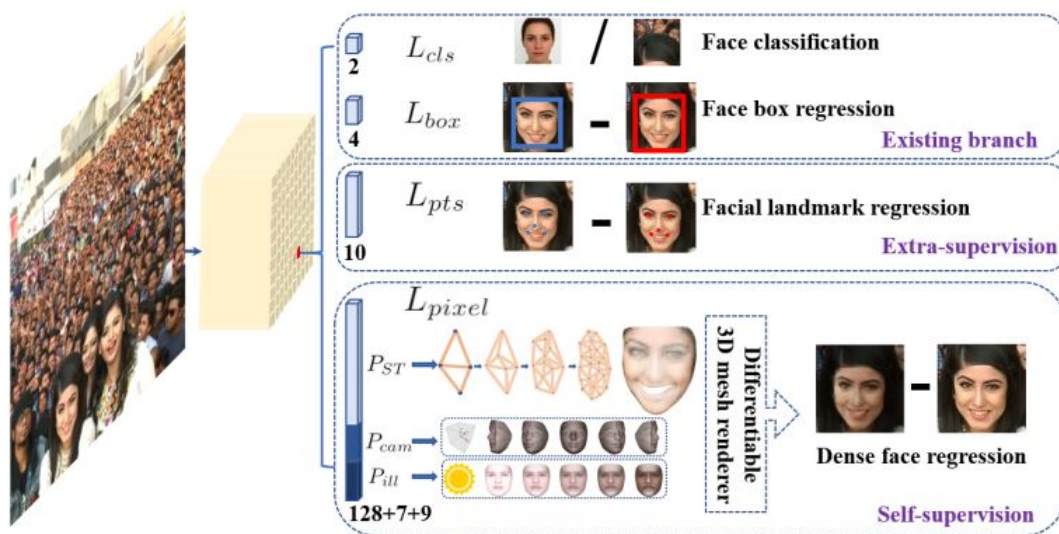 L_cls
2
/
Face classification
L_box
4
-
Face box regression
Existing branch
L_pts
10
-
Facial landmark regression
Extra-supervision
L_pixel
P_ST
P_cam
P_ill
128+7+9
Differentiable
3D mesh renderer
-
Dense face regression
Self-supervision